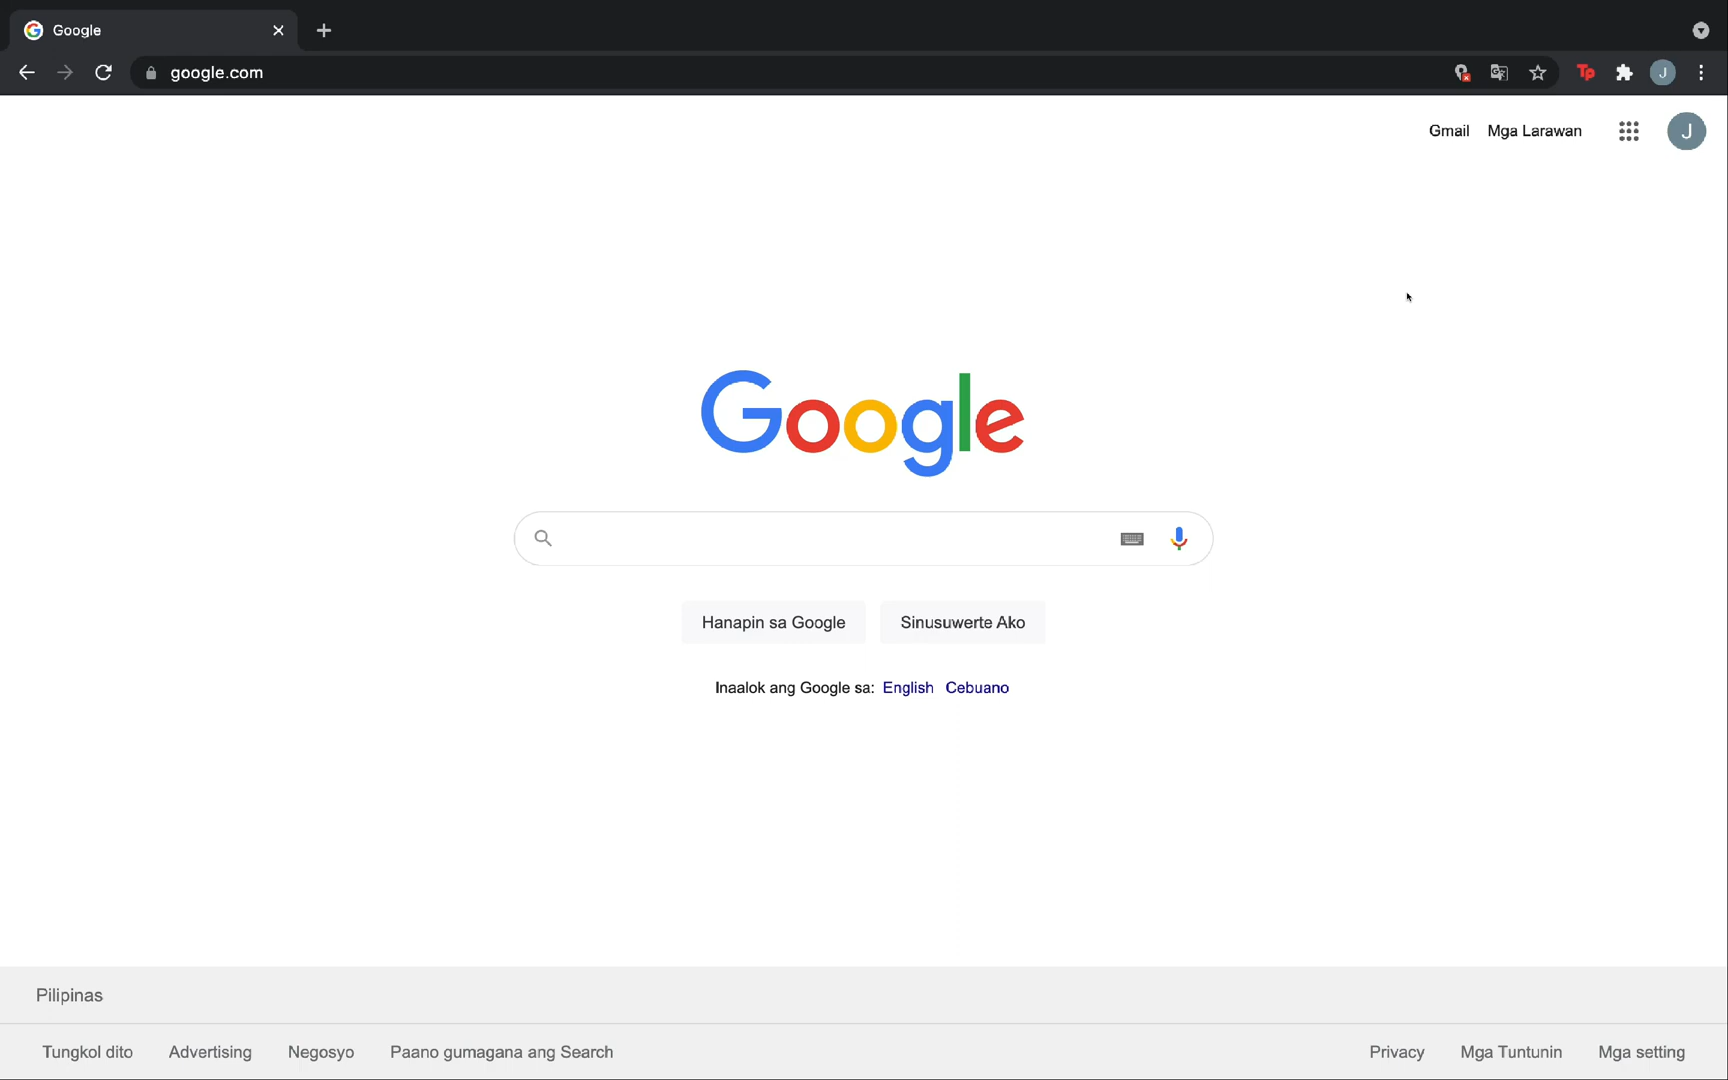 Google
google.com
Tp
J
Gmail Mga Larawan
J
Google
Hanapin sa Google Sinusuwerte Ako
Inaalok ang Google sa: English Cebuano
Pilipinas
Tungkol dito Advertising Negosyo Paano gumagana ang Search Privacy Mga Tuntunin Mga setting